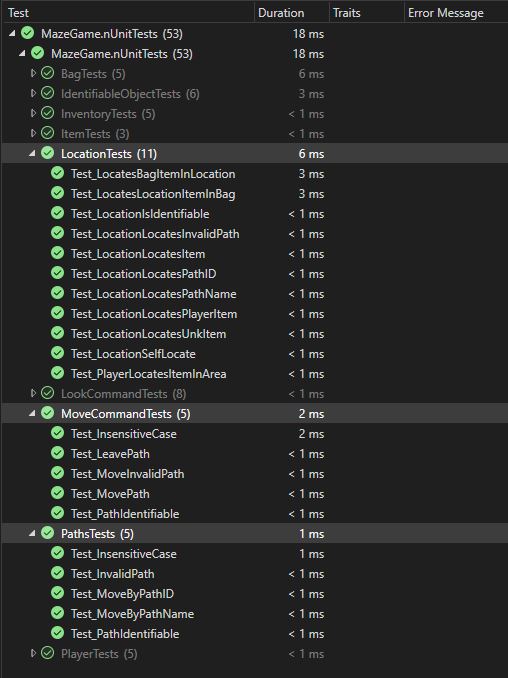 Test Duration Traits Error Message
MazeGame.nUnitTests (53) 18 ms
MazeGame.nUnitTests (53) 18 ms
BagTests (5) 6 ms
IdentifiableObjectTests (6) 3 ms
InventoryTests (5) < 1 ms
ItemTests (3) < 1 ms
LocationTests (11) 6 ms
Test_LocatesBagItemInLocation 3 ms
Test_LocatesLocationItemInBag 3 ms
Test_LocationIsIdentifiable < 1 ms
Test_LocationLocatesInvalidPath < 1 ms
Test_LocationLocatesItem < 1 ms
Test_LocationLocatesPathID < 1 ms
Test_LocationLocatesPathName < 1 ms
Test_LocationLocatesPlayerItem < 1 ms
Test_LocationLocatesUnkItem < 1 ms
Test_LocationSelfLocate < 1 ms
Test_PlayerLocatesItemInArea < 1 ms
LookCommandTests (8) < 1 ms
MoveCommandTests (5) 2 ms
Test_InsensitiveCase 2 ms
Test_LeavePath < 1 ms
Test_MoveInvalidPath < 1 ms
Test_MovePath < 1 ms
Test_PathIdentifiable < 1 ms
PathsTests (5) 1 ms
Test_InsensitiveCase 1 ms
Test_InvalidPath < 1 ms
Test_MoveByPathID < 1 ms
Test_MoveByPathName < 1 ms
Test_PathIdentifiable < 1 ms
PlayerTests (5) < 1 ms